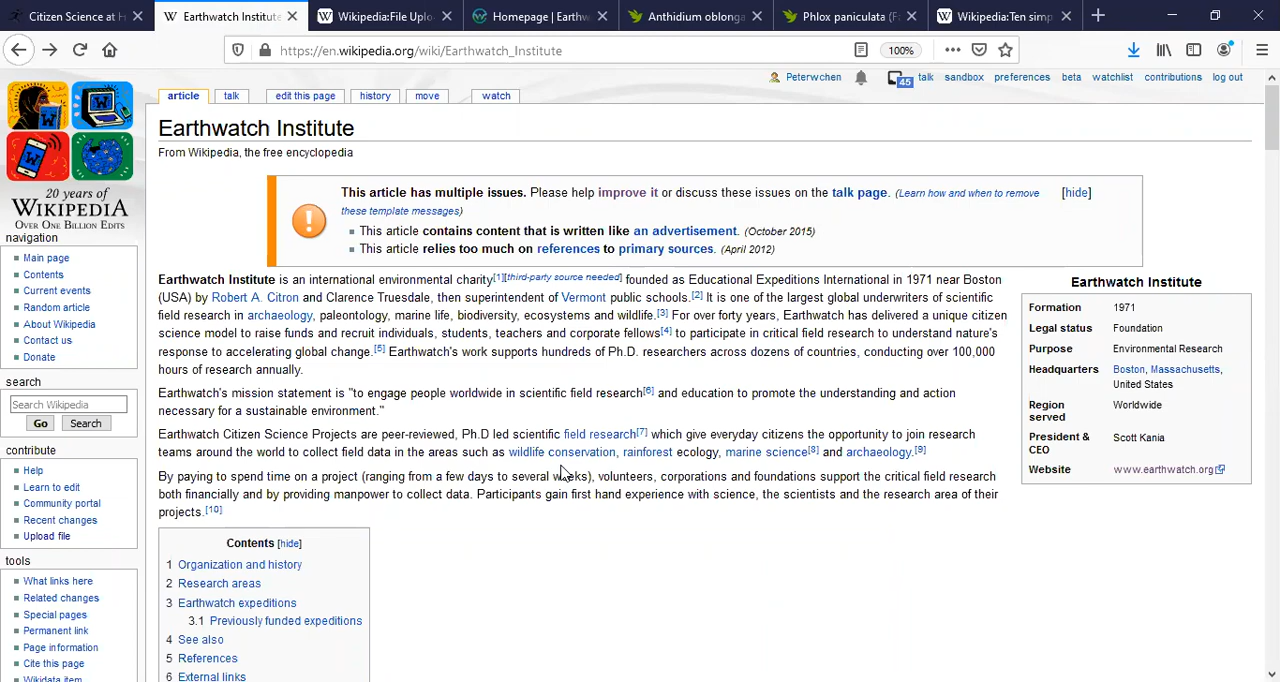 Citizen Science at H
Earthwatch Institute
Wikipedia:File Uplo
Homepage | Earthw
Anthidium oblonga
Phlox paniculata (F
Wikipedia:Ten simp
https://en.wikipedia.org/wiki/Earthwatch_Institute
100%
Peterwchen 45 talk sandbox preferences beta watchlist contributions log out
article talk edit this page history move watch
20 years of
WIKIPEDIA
OVER ONE BILLION EDITS
navigation
Main page
Contents
Current events
Random article
About Wikipedia
Contact us
Donate
search
Search Wikipedia
Go Search
contribute
Help
Learn to edit
Community portal
Recent changes
Upload file
tools
What links here
Related changes
Special pages
Permanent link
Page information
Cite this page
Wikidata item
Earthwatch Institute
From Wikipedia, the free encyclopedia
This article has multiple issues. Please help improve it or discuss these issues on the talk page. (Learn how and when to remove [hide]
these template messages)
This article contains content that is written like an advertisement. (October 2015)
This article relies too much on references to primary sources. (April 2012)
Earthwatch Institute is an international environmental charity[1][third-party source needed] founded as Educational Expeditions International in 1971 near Boston
(USA) by Robert A. Citron and Clarence Truesdale, then superintendent of Vermont public schools.[2] It is one of the largest global underwriters of scientific
field research in archaeology, paleontology, marine life, biodiversity, ecosystems and wildlife.[3] For over forty years, Earthwatch has delivered a unique citizen
science model to raise funds and recruit individuals, students, teachers and corporate fellows[4] to participate in critical field research to understand nature's
response to accelerating global change.[5] Earthwatch's work supports hundreds of Ph.D. researchers across dozens of countries, conducting over 100,000
hours of research annually.
Earthwatch's mission statement is "to engage people worldwide in scientific field research[6] and education to promote the understanding and action
necessary for a sustainable environment."
Earthwatch Citizen Science Projects are peer-reviewed, Ph.D led scientific field research[7] which give everyday citizens the opportunity to join research
teams around the world to collect field data in the areas such as wildlife conservation, rainforest ecology, marine science[8] and archaeology.[9]
By paying to spend time on a project (ranging from a few days to several weeks), volunteers, corporations and foundations support the critical field research
both financially and by providing manpower to collect data. Participants gain first hand experience with science, the scientists and the research area of their
projects.[10]
Contents [hide]
1 Organization and history
2 Research areas
3 Earthwatch expeditions
3.1 Previously funded expeditions
4 See also
5 References
6 External links
Earthwatch Institute
Formation 1971
Legal status Foundation
Purpose Environmental Research
Headquarters Boston, Massachusetts,
United States
Region Worldwide
served
President & Scott Kania
CEO
Website www.earthwatch.org